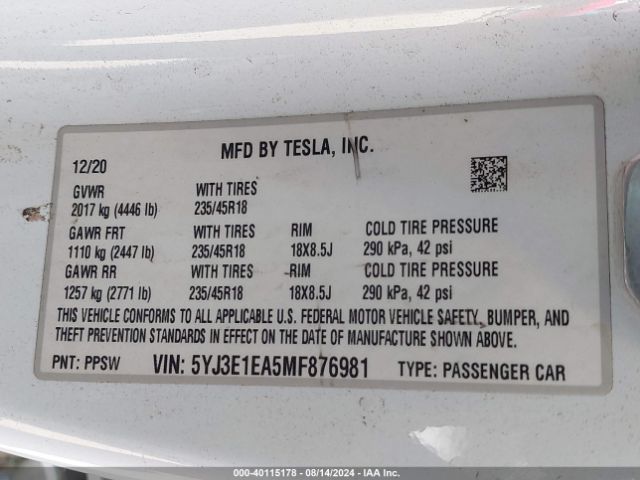 MFD BY TESLA, INC.
12/20
GVWR WITH TIRES
2017 kg (4446 lb) 235/45R18
GAWR FRT WITH TIRES RIM COLD TIRE PRESSURE
1110 kg (2447 lb) 235/45R18 18X8.5J 290 kPa, 42 psi
GAWR RR WITH TIRES RIM COLD TIRE PRESSURE
1257 kg (2771 lb) 235/45R18 18X8.5J 290 kPa, 42 psi
THIS VEHICLE CONFORMS TO ALL APPLICABLE U.S. FEDERAL MOTOR VEHICLE SAFETY, BUMPER, AND
THEFT PREVENTION STANDARDS IN EFFECT ON THE DATE OF MANUFACTURE SHOWN ABOVE.
PNT: PPSW VIN: 5YJ3E1EA5MF876981 TYPE: PASSENGER CAR
000-40115178 - 08/14/2024 - IAA Inc.